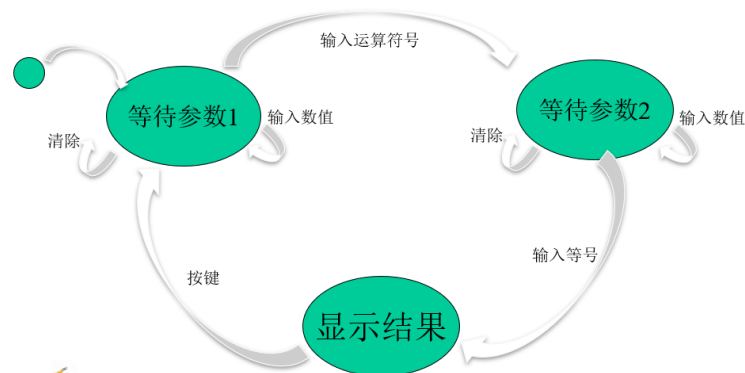 输入运算符号
等待参数1
输入数值
清除
等待参数2
输入数值
清除
输入等号
按键
显示结果